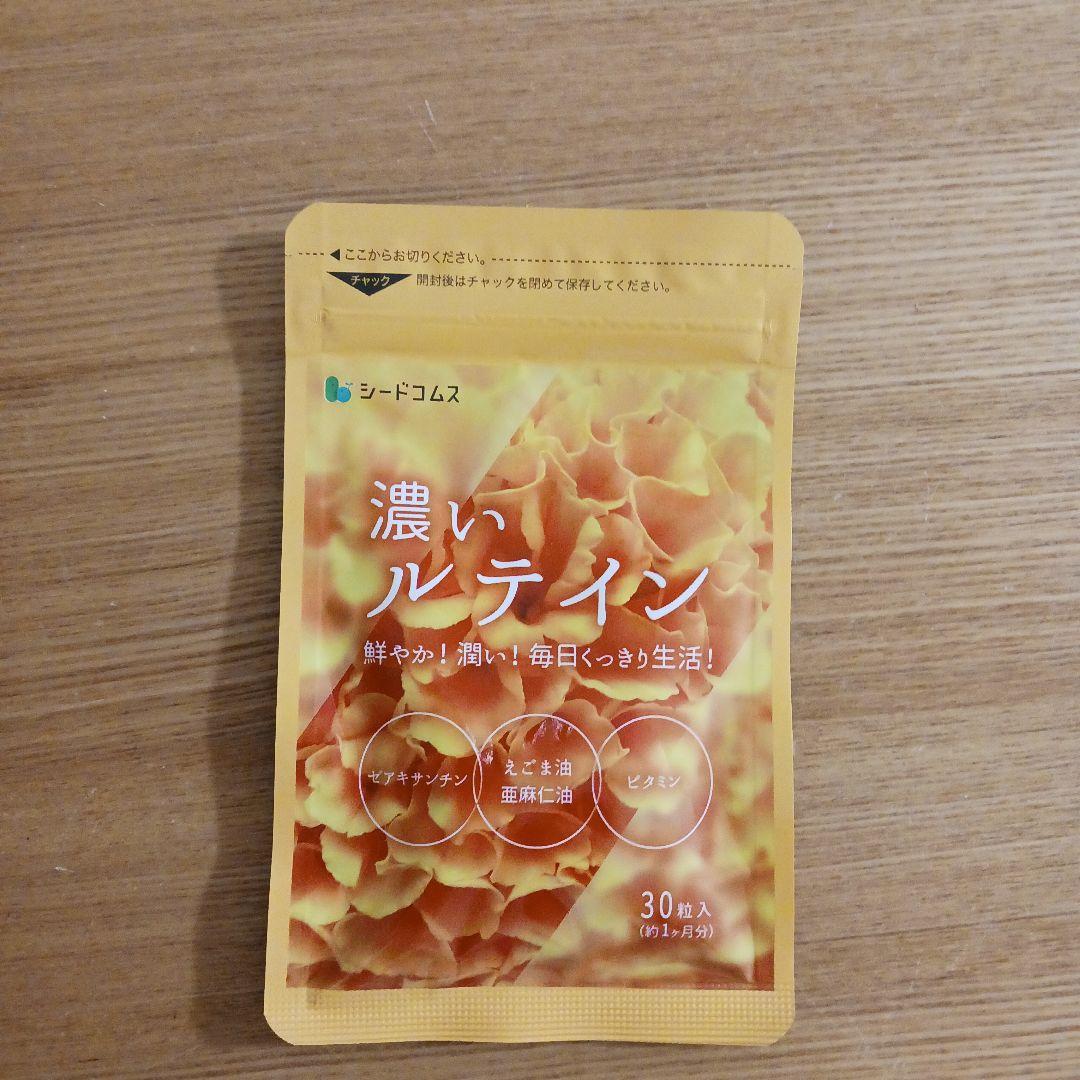 ここからお切りください。
チャック 開封後はチャックを閉めて保存してください。
シードコムス
濃い
ルテイン
鮮やか！潤い！毎日くっきり生活！
ゼアキサンチン
えごま油
亜麻仁油
ビタミン
30粒入
(約1ヶ月分)